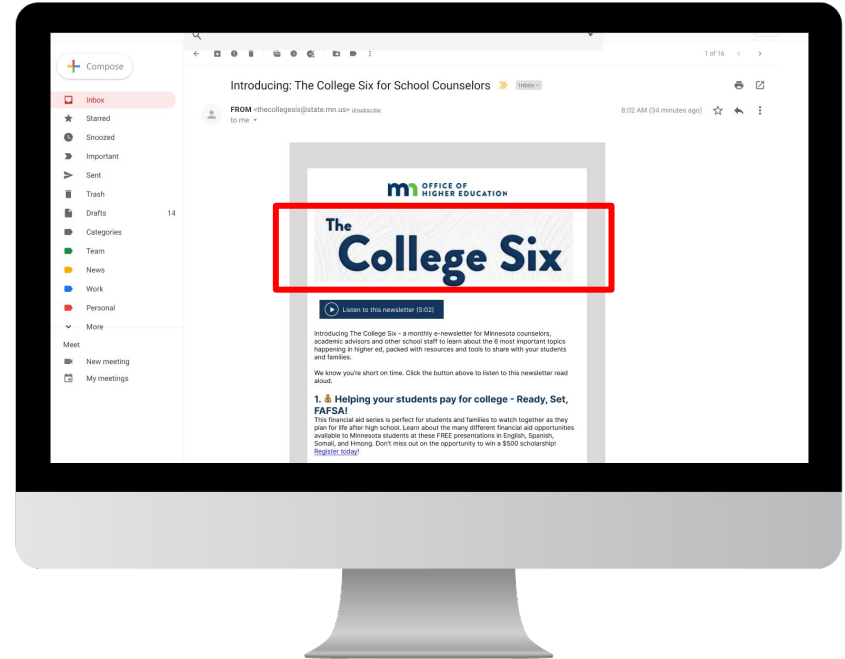 1 of 16
Compose
Introducing: The College Six for School Counselors
Inbox
Inbox
FROM <thecollegesix@state.mn.us> Unsubscribe
8:02 AM (34 minutes ago)
to me
Starred
Snoozed
Important
Sent
Trash
Drafts 14
Categories
Team
News
Work
Personal
More
Meet
New meeting
My meetings
mn OFFICE OF
HIGHER EDUCATION
The
College Six
Listen to this newsletter (5:02)
Introducing The College Six - a monthly e-newsletter for Minnesota counselors,
academic advisors and other school staff to learn about the 6 most important topics
happening in higher ed, packed with resources and tools to share with your students
and families.
We know you're short on time. Click the button above to listen to this newsletter read
aloud.
1. 💰 Helping your students pay for college - Ready, Set,
FAFSA!
This financial aid series is perfect for students and families to watch together as they
plan for life after high school. Learn about the many different financial aid opportunities
available to Minnesota students at these FREE presentations in English, Spanish,
Somali, and Hmong. Don't miss out on the opportunity to win a $500 scholarship!
Register today!